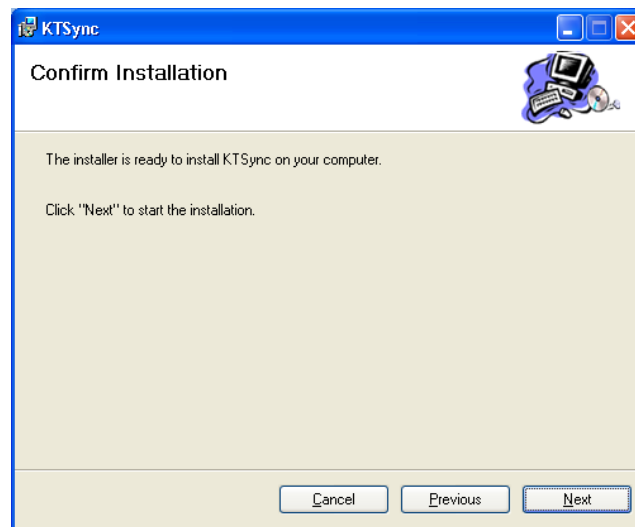 KTSync
Confirm Installation
The installer is ready to install KTSync on your computer.
Click "Next" to start the installation.
Cancel
Previous
Next